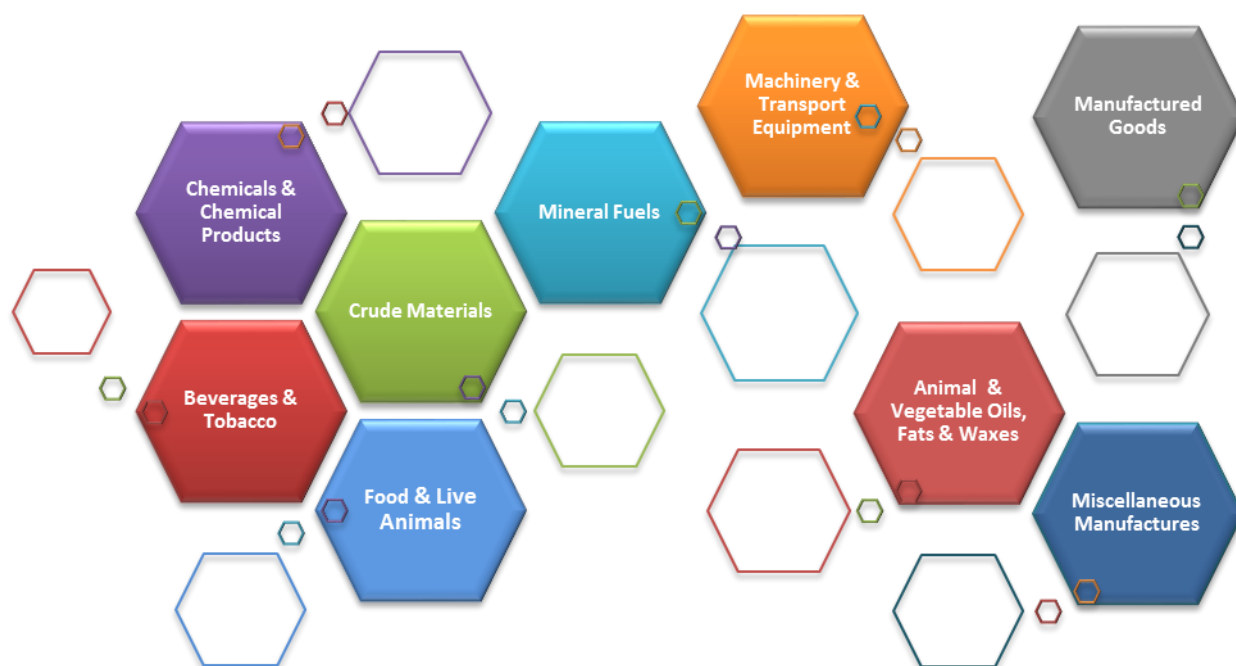 Machinery &
Transport
Equipment
Manufactured
Goods
Chemicals &
Chemical
Products
Mineral Fuels
Crude Materials
Beverages &
Tobacco
Animal  &
Vegetable Oils,
Fats & Waxes
Food & Live
Animals
Miscellaneous
Manufactures